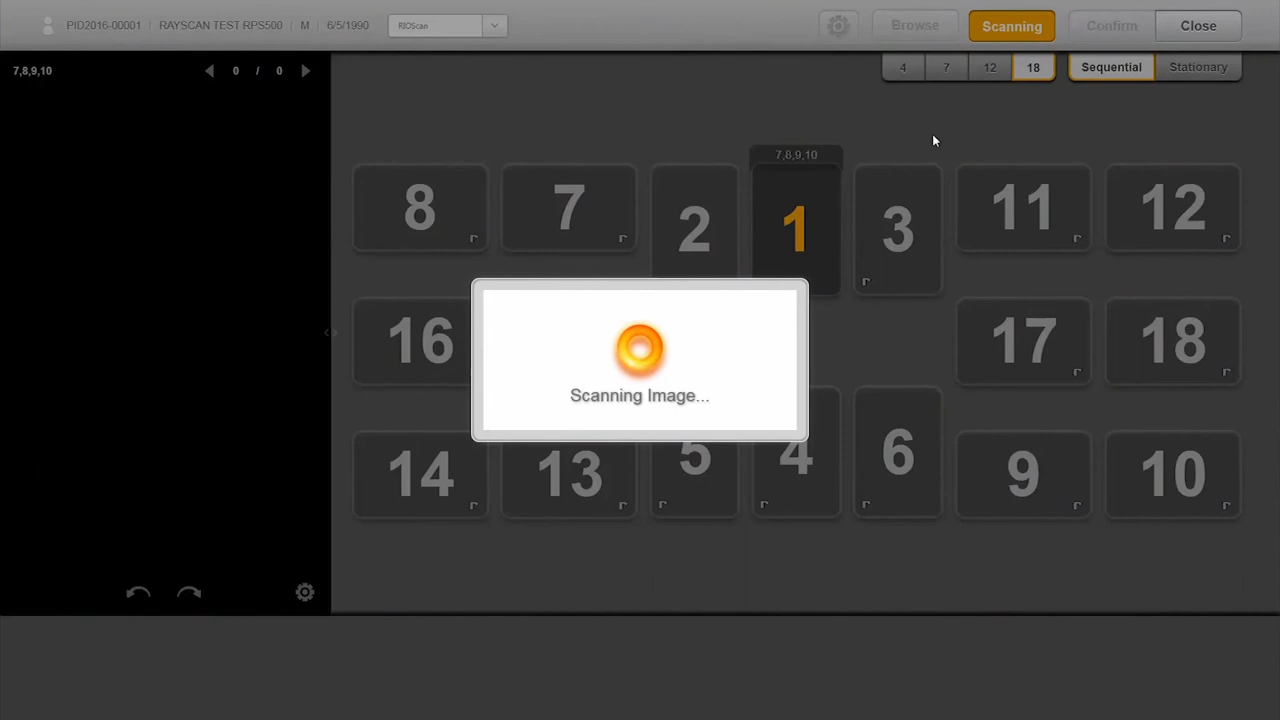 PID2016-00001 | RAYSCAN TEST RPS500 | M | 6/5/1990 RIOScan Browse Scanning Confirm Close
7,8,9,10 0 / 0 4 7 12 18 Sequential Stationary
7,8,9,10
8 r 7 r 2 1 3 r 11 r 12 r
16 17 r 18 r
Scanning Image...
14 r 13 r 5 r 4 r 6 r 9 r 10 r